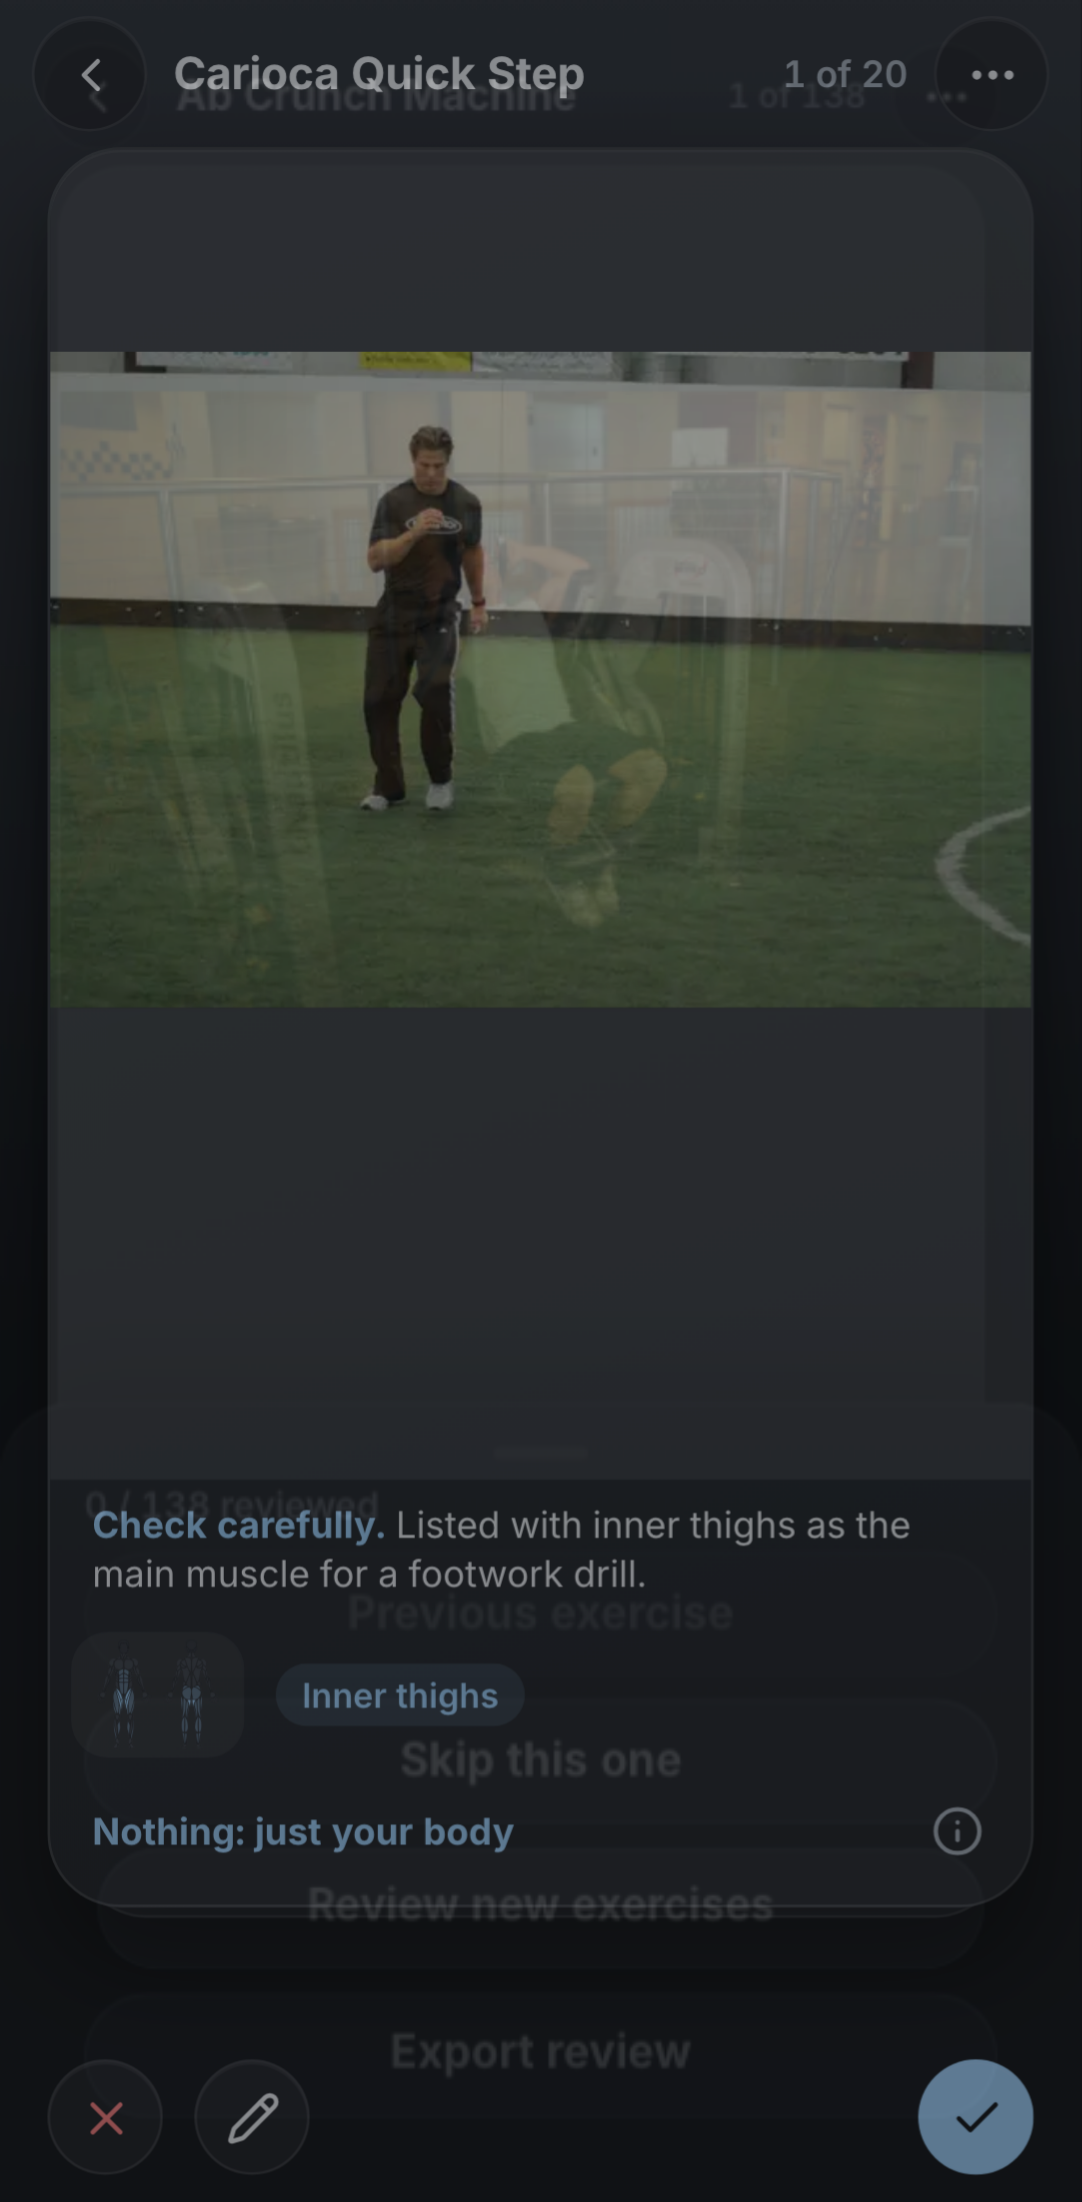 Carioca Quick Step
1 of 20
Ab Crunch Machine
1 of 138
0 / 138 reviewed
Check carefully. Listed with inner thighs as the
main muscle for a footwork drill.
Previous exercise
Inner thighs
Skip this one
Nothing: just your body
Review new exercises
Export review